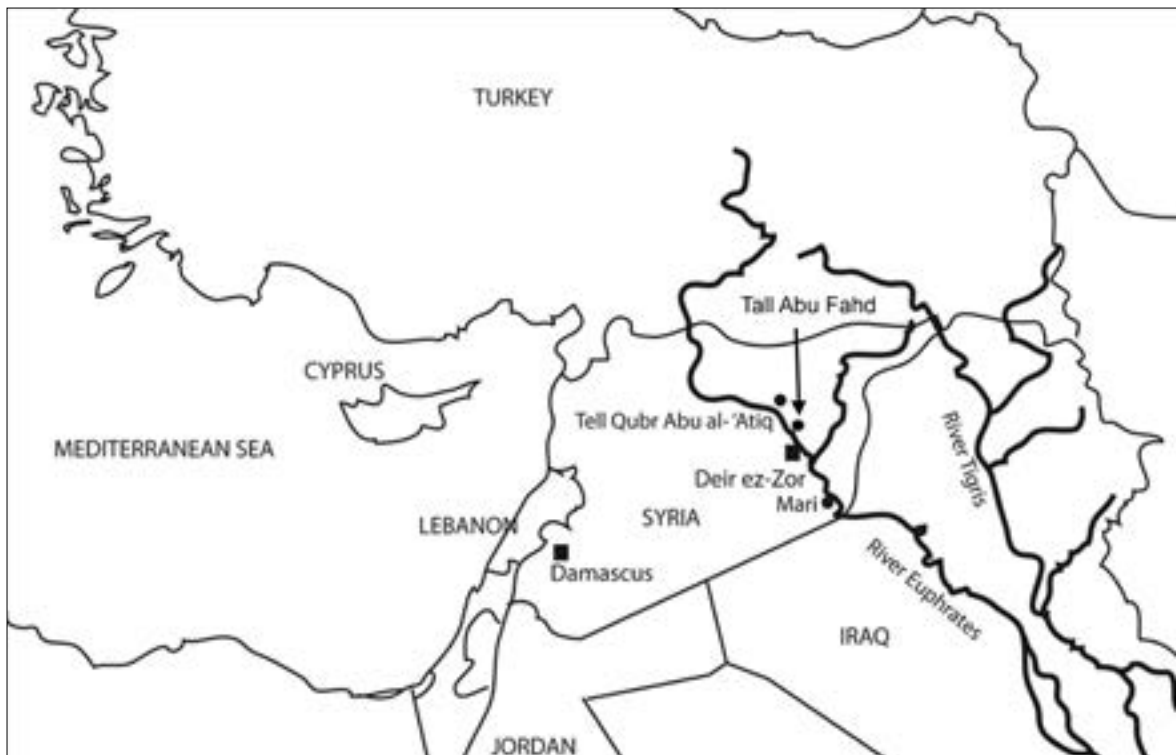 TURKEY
Tall Abu Fahd
CYPRUS
Tell Qubr Abu al-'Atiq
MEDITERRANEAN SEA
River Tigris
Deir ez-Zor
Mari
LEBANON
SYRIA
Damascus
River Euphrates
IRAQ
JORDAN